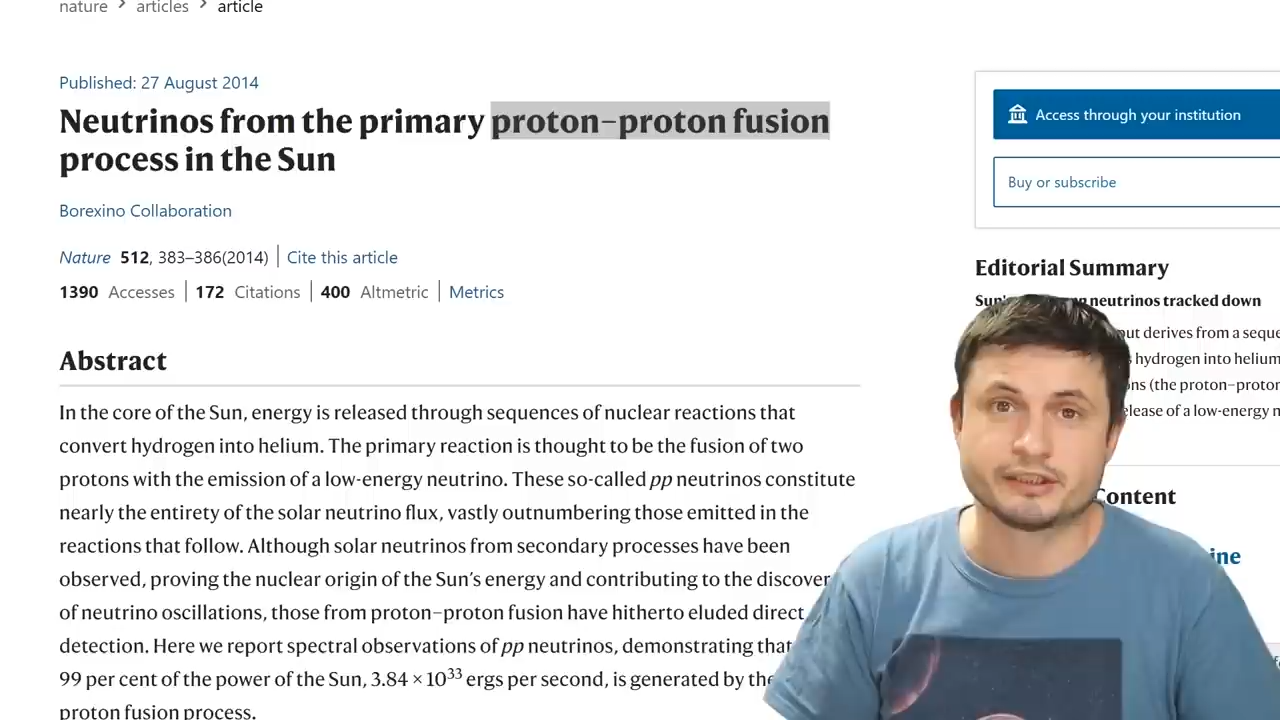 nature > articles > article
Published: 27 August 2014
Neutrinos from the primary proton–proton fusion
process in the Sun
Borexino Collaboration
Nature 512, 383–386(2014) | Cite this article
1390 Accesses | 172 Citations | 400 Altmetric | Metrics
Abstract
In the core of the Sun, energy is released through sequences of nuclear reactions that
convert hydrogen into helium. The primary reaction is thought to be the fusion of two
protons with the emission of a low-energy neutrino. These so-called pp neutrinos constitute
nearly the entirety of the solar neutrino flux, vastly outnumbering those emitted in the
reactions that follow. Although solar neutrinos from secondary processes have been
observed, proving the nuclear origin of the Sun's energy and contributing to the discover
of neutrino oscillations, those from proton–proton fusion have hitherto eluded direct
detection. Here we report spectral observations of pp neutrinos, demonstrating that
99 per cent of the power of the Sun, 3.84 × 10³³ ergs per second, is generated by the
proton fusion process.
Access through your institution
Buy or subscribe
Editorial Summary
neutrinos tracked down
put derives from a seque
hydrogen into helium
(the proton–proton
release of a low-energy n
Content